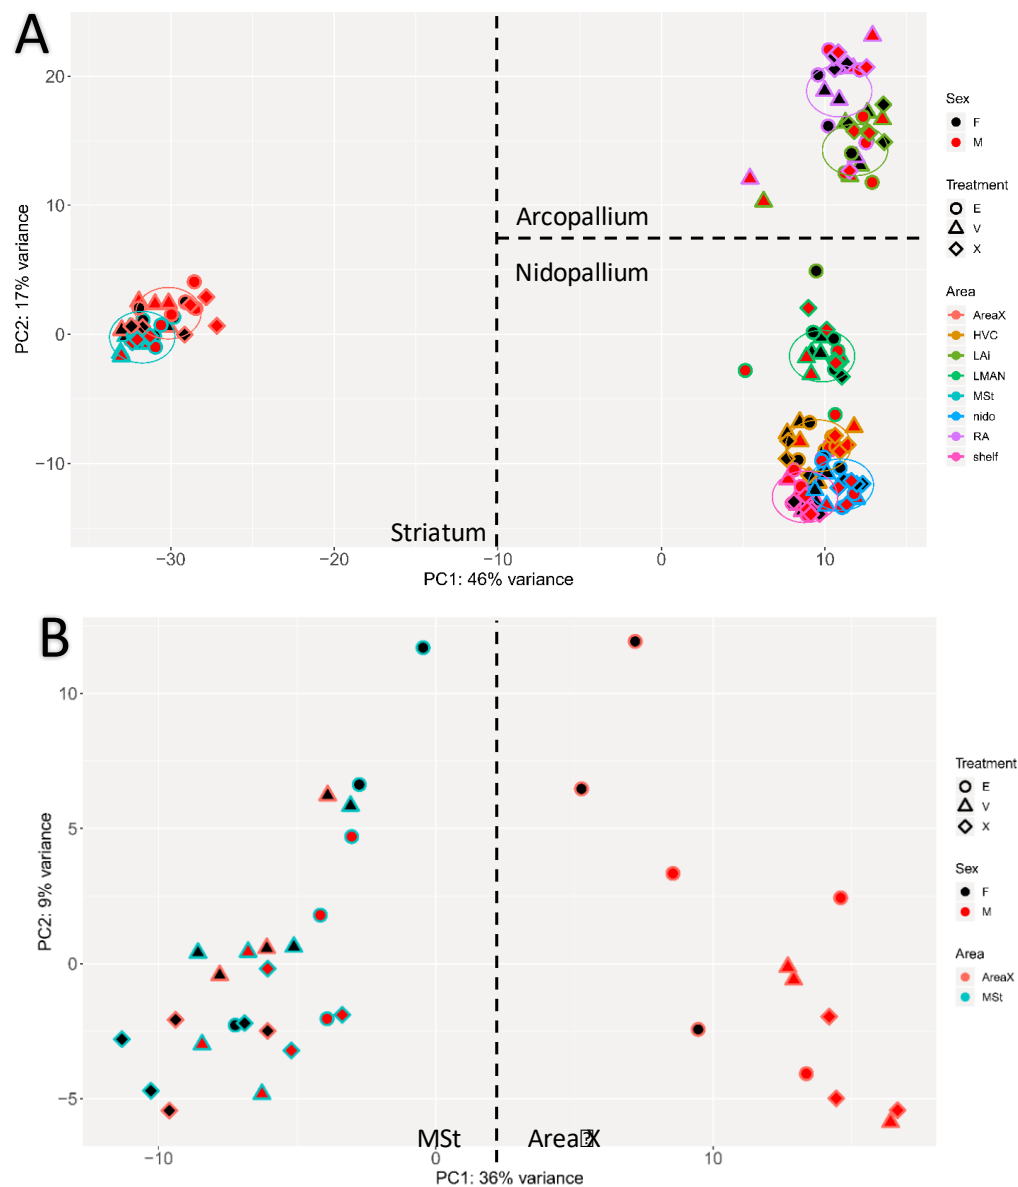 A
20
10
0
−10
PC2: 17% variance
Arcopallium
Nidopallium
Striatum
−30
−20
−10
0
10
PC1: 46% variance
Sex
F
M
Treatment
E
V
X
Area
AreaX
HVC
LAi
LMAN
MSt
nido
RA
shelf
B
10
5
0
−5
PC2: 9% variance
MSt
Area X
−10
0
10
PC1: 36% variance
Treatment
E
V
X
Sex
F
M
Area
AreaX
MSt